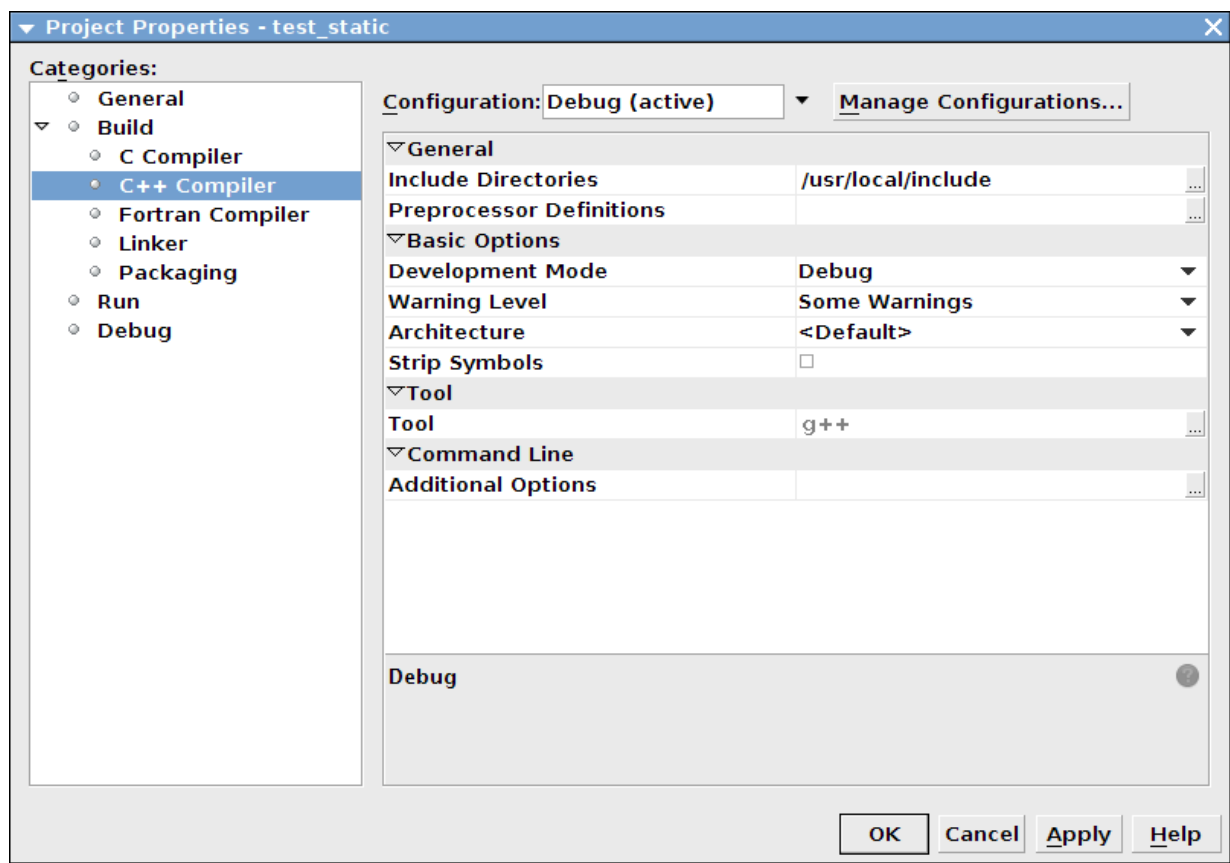 Project Properties - test_static
Categories:
General
Build
C Compiler
C++ Compiler
Fortran Compiler
Linker
Packaging
Run
Debug
Configuration: Debug (active) Manage Configurations...
General
Include Directories /usr/local/include ...
Preprocessor Definitions ...
Basic Options
Development Mode Debug
Warning Level Some Warnings
Architecture <Default>
Strip Symbols
Tool
Tool g++ ...
Command Line
Additional Options ...
Debug ?
OK Cancel Apply Help